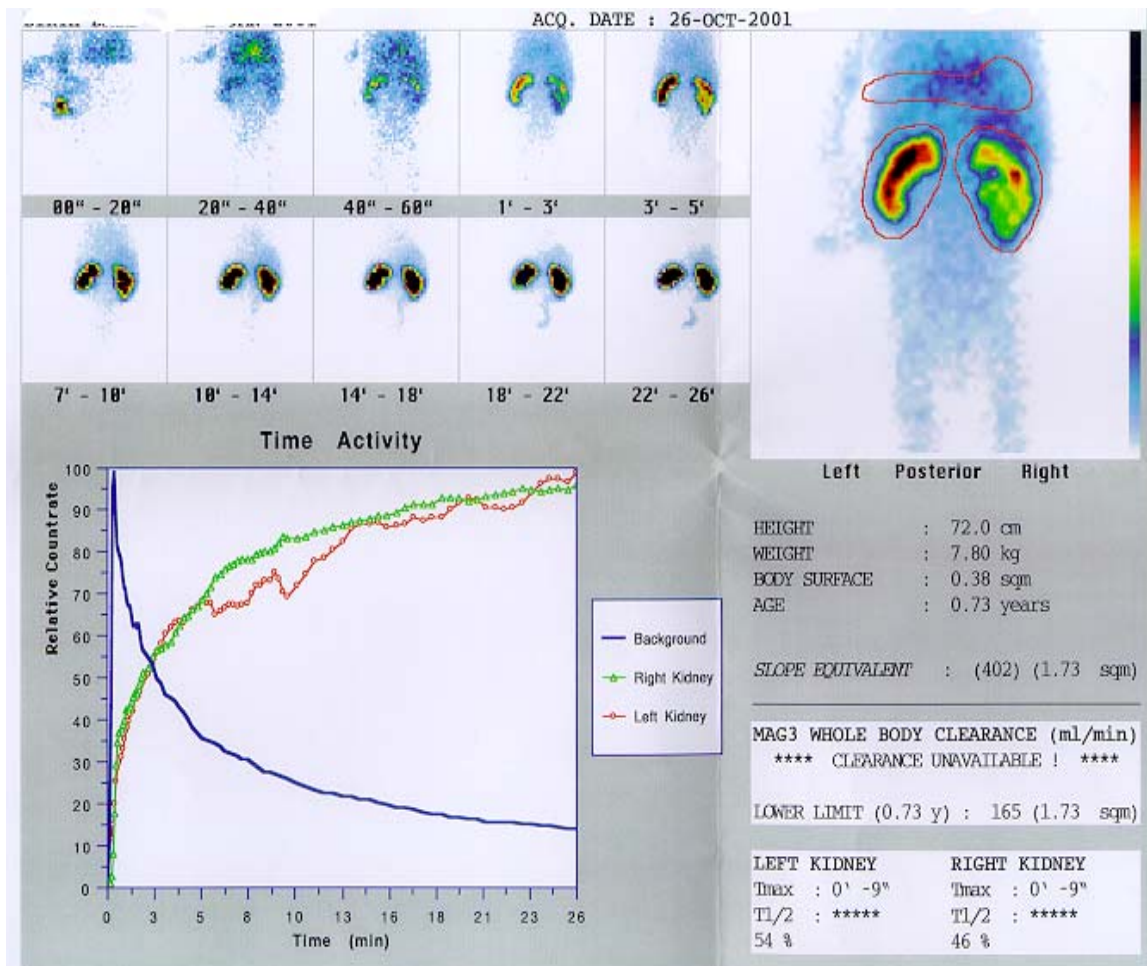 ACQ. DATE : 26-OCT-2001
00" - 20"
20" - 40"
40" - 60"
1' - 3'
3' - 5'
7' - 10'
10' - 14'
14' - 18'
18' - 22'
22' - 26'
Left Posterior Right
Time Activity
Relative Countrate
100
90
80
70
60
50
40
30
20
10
0
0 3 5 8 10 13 16 18 21 23 26
Time (min)
Background
Right Kidney
Left Kidney
HEIGHT : 72.0 cm
WEIGHT : 7.80 kg
BODY SURFACE : 0.38 sqm
AGE : 0.73 years
SLOPE EQUIVALENT : (402) (1.73 sqm)
MAG3 WHOLE BODY CLEARANCE (ml/min)
**** CLEARANCE UNAVAILABLE ! ****
LOWER LIMIT (0.73 y) : 165 (1.73 sqm)
LEFT KIDNEY RIGHT KIDNEY
Tmax : 0' -9" Tmax : 0' -9"
T1/2 : ***** T1/2 : *****
54 % 46 %